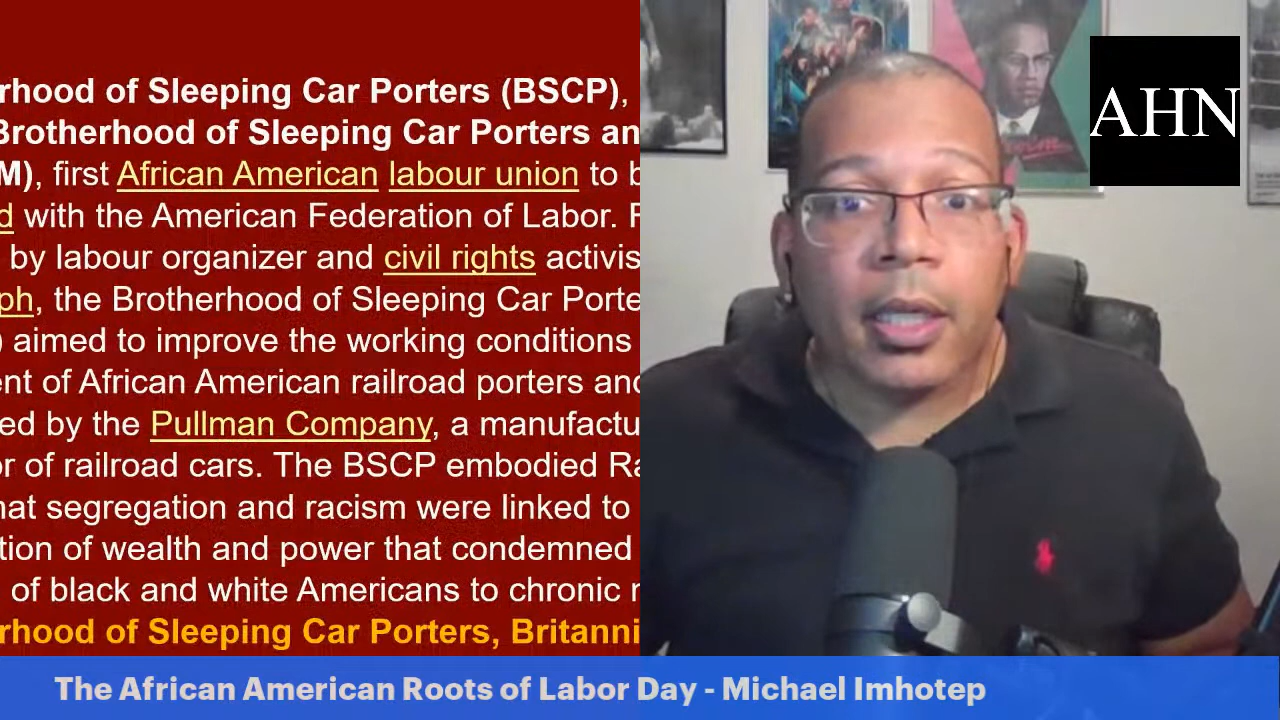 rhood of Sleeping Car Porters (BSCP),
Brotherhood of Sleeping Car Porters an
M), first African American labour union to b
d with the American Federation of Labor. F
by labour organizer and civil rights activis
ph, the Brotherhood of Sleeping Car Porte
) aimed to improve the working conditions
ent of African American railroad porters and
ed by the Pullman Company, a manufactu
or of railroad cars. The BSCP embodied Ra
hat segregation and racism were linked to
tion of wealth and power that condemned
of black and white Americans to chronic
rhood of Sleeping Car Porters, Britanni
AHN
The African American Roots of Labor Day - Michael Imhotep